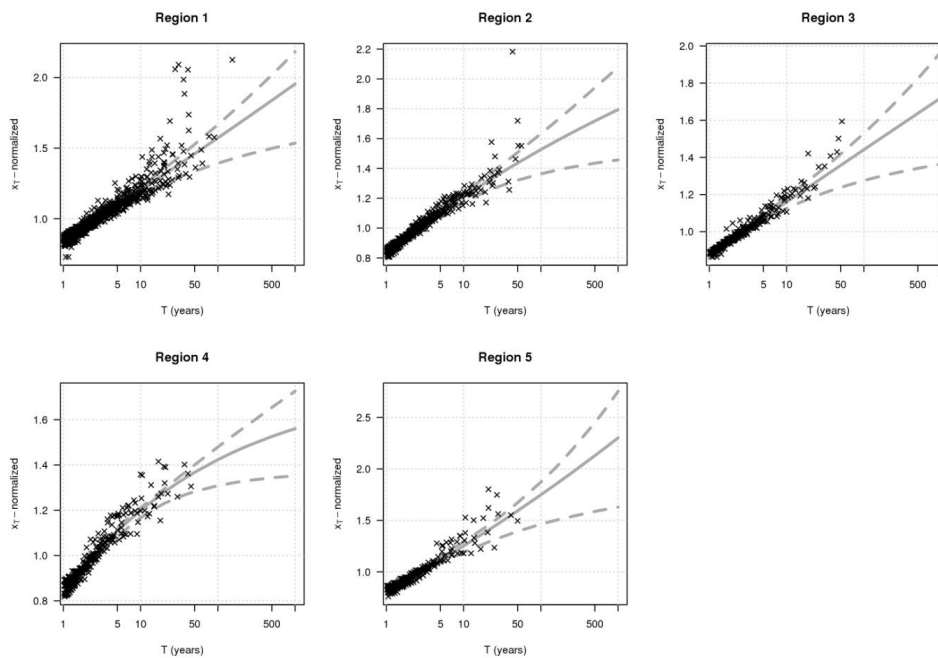 Region 1
2.0
1.5
1.0
xT − normalized
1 5 10 50 500
T (years)
Region 2
2.2
2.0
1.8
1.6
1.4
1.2
1.0
0.8
xT − normalized
1 5 10 50 500
T (years)
Region 3
2.0
1.8
1.6
1.4
1.2
1.0
xT − normalized
1 5 10 50 500
T (years)
Region 4
1.6
1.4
1.2
1.0
0.8
xT − normalized
1 5 10 50 500
T (years)
Region 5
2.5
2.0
1.5
1.0
xT − normalized
1 5 10 50 500
T (years)